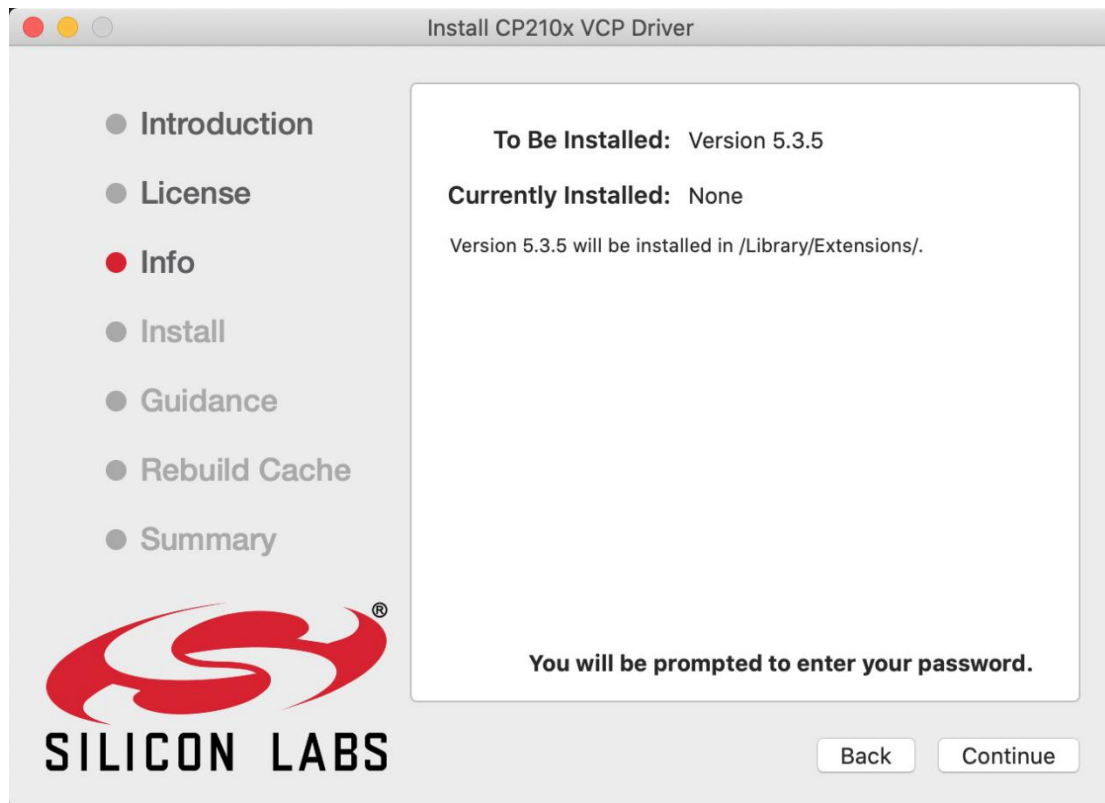 Install CP210x VCP Driver
Introduction
License
Info
Install
Guidance
Rebuild Cache
Summary
To Be Installed: Version 5.3.5
Currently Installed: None
Version 5.3.5 will be installed in /Library/Extensions/.
You will be prompted to enter your password.
®
SILICON LABS
Back
Continue